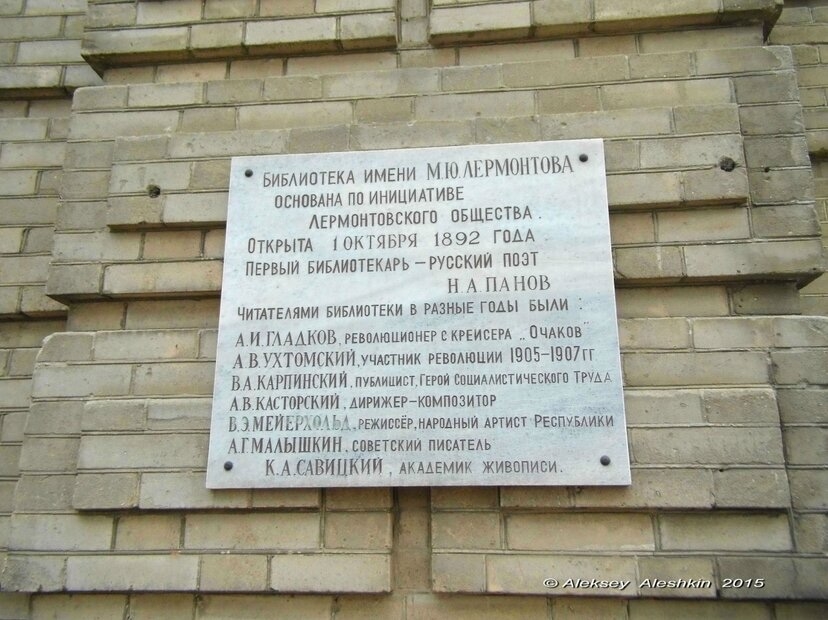 БИБЛИОТЕКА ИМЕНИ М.Ю.ЛЕРМОНТОВА
ОСНОВАНА ПО ИНИЦИАТИВЕ
ЛЕРМОНТОВСКОГО ОБЩЕСТВА.
ОТКРЫТА 1 ОКТЯБРЯ 1892 ГОДА.
ПЕРВЫЙ БИБЛИОТЕКАРЬ – РУССКИЙ ПОЭТ
Н.А ПАНОВ
ЧИТАТЕЛЯМИ БИБЛИОТЕКИ В РАЗНЫЕ ГОДЫ БЫЛИ :
А.И.ГЛАДКОВ, РЕВОЛЮЦИОНЕР С КРЕЙСЕРА „ОЧАКОВ"
А.В.УХТОМСКИЙ, УЧАСТНИК РЕВОЛЮЦИИ 1905-1907 ГГ.
В.А.КАРПИНСКИЙ, ПУБЛИЦИСТ, ГЕРОЙ СОЦИАЛИСТИЧЕСКОГО ТРУДА
А.В.КАСТОРСКИЙ, ДИРИЖЕР-КОМПОЗИТОР
В.Э.МЕЙЕРХОЛЬД, РЕЖИССЁР, НАРОДНЫЙ АРТИСТ РЕСПУБЛИКИ
А.Г.МАЛЫШКИН, СОВЕТСКИЙ ПИСАТЕЛЬ
К.А.САВИЦКИЙ, АКАДЕМИК ЖИВОПИСИ.
© Aleksey Aleshkin 2015